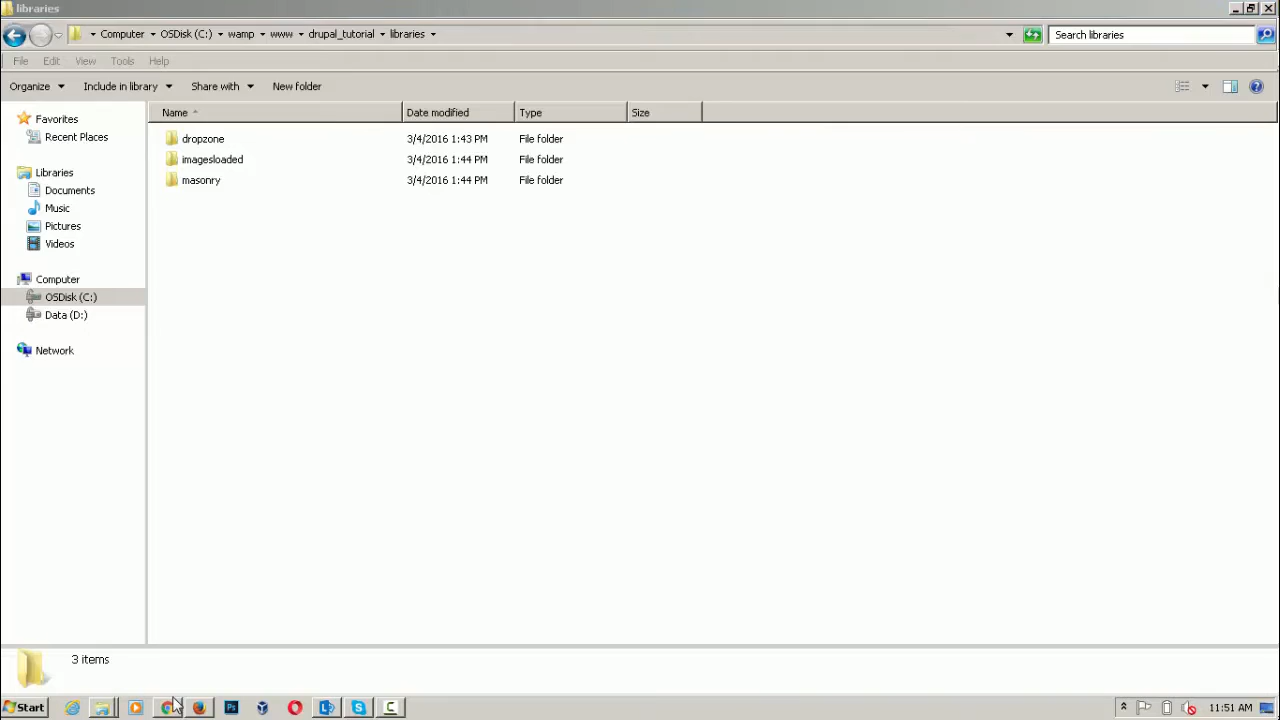 libraries
Computer OSDisk (C:) wamp www drupal_tutorial libraries Search libraries
File Edit View Tools Help
Organize Include in library Share with New folder
Name Date modified Type Size
Favorites
Recent Places
Libraries
Documents
Music
Pictures
Videos
Computer
OSDisk (C:)
Data (D:)
Network
dropzone 3/4/2016 1:43 PM File folder
imagesloaded 3/4/2016 1:44 PM File folder
masonry 3/4/2016 1:44 PM File folder
3 items
Start Ps L S C 11:51 AM